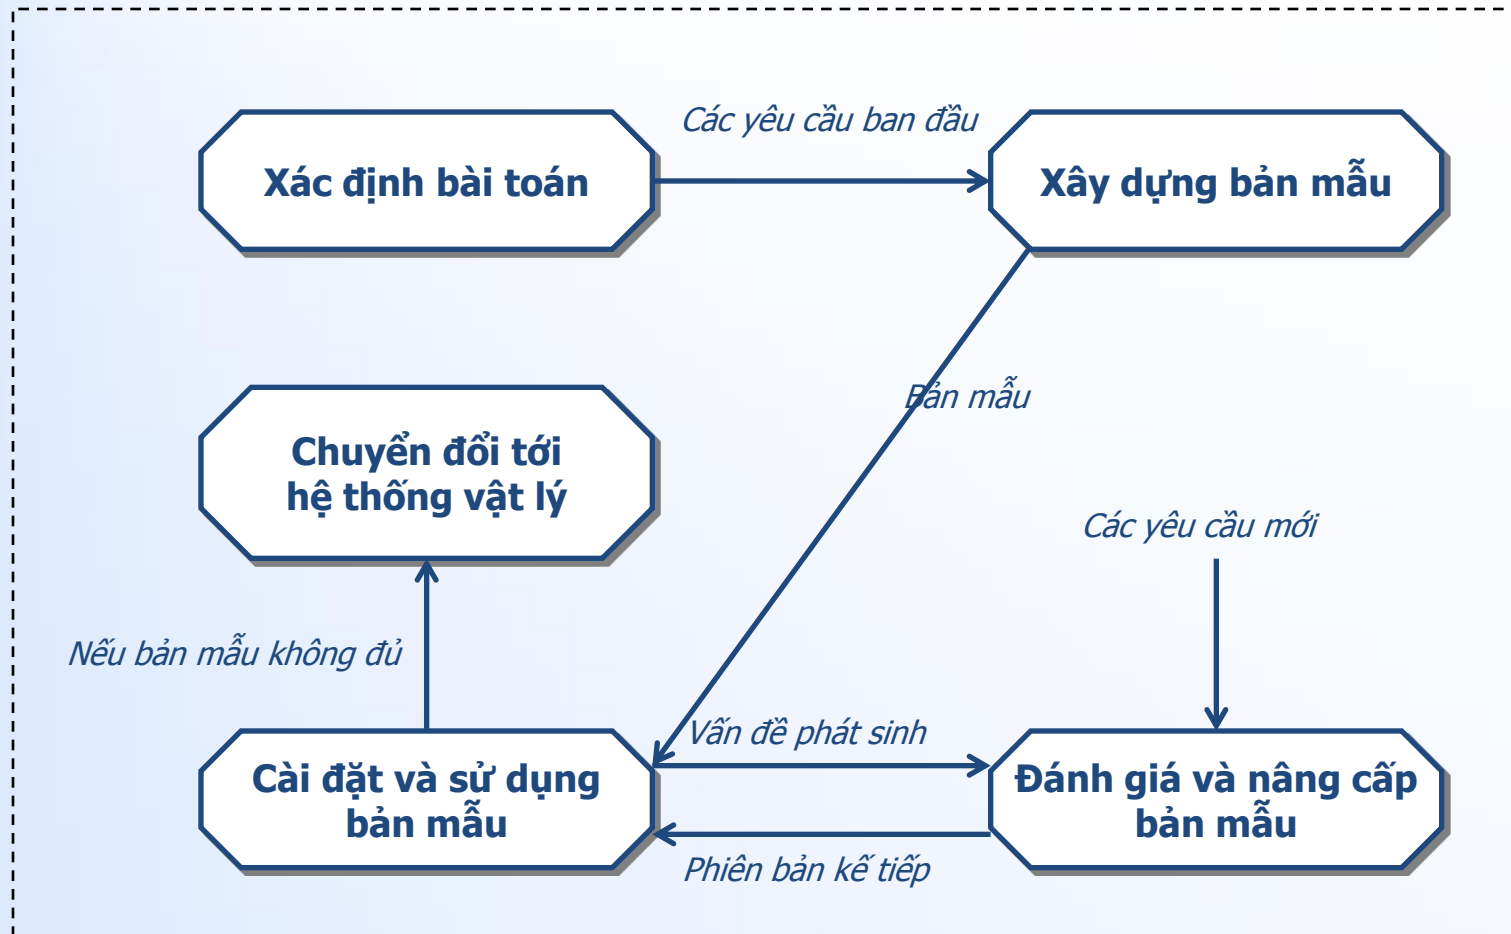 Các yêu cầu ban đầu
Xác định bài toán
Xây dựng bản mẫu
Bản mẫu
Chuyển đổi tới
hệ thống vật lý
Các yêu cầu mới
Nếu bản mẫu không đủ
Vấn đề phát sinh
Cài đặt và sử dụng
bản mẫu
Đánh giá và nâng cấp
bản mẫu
Phiên bản kế tiếp